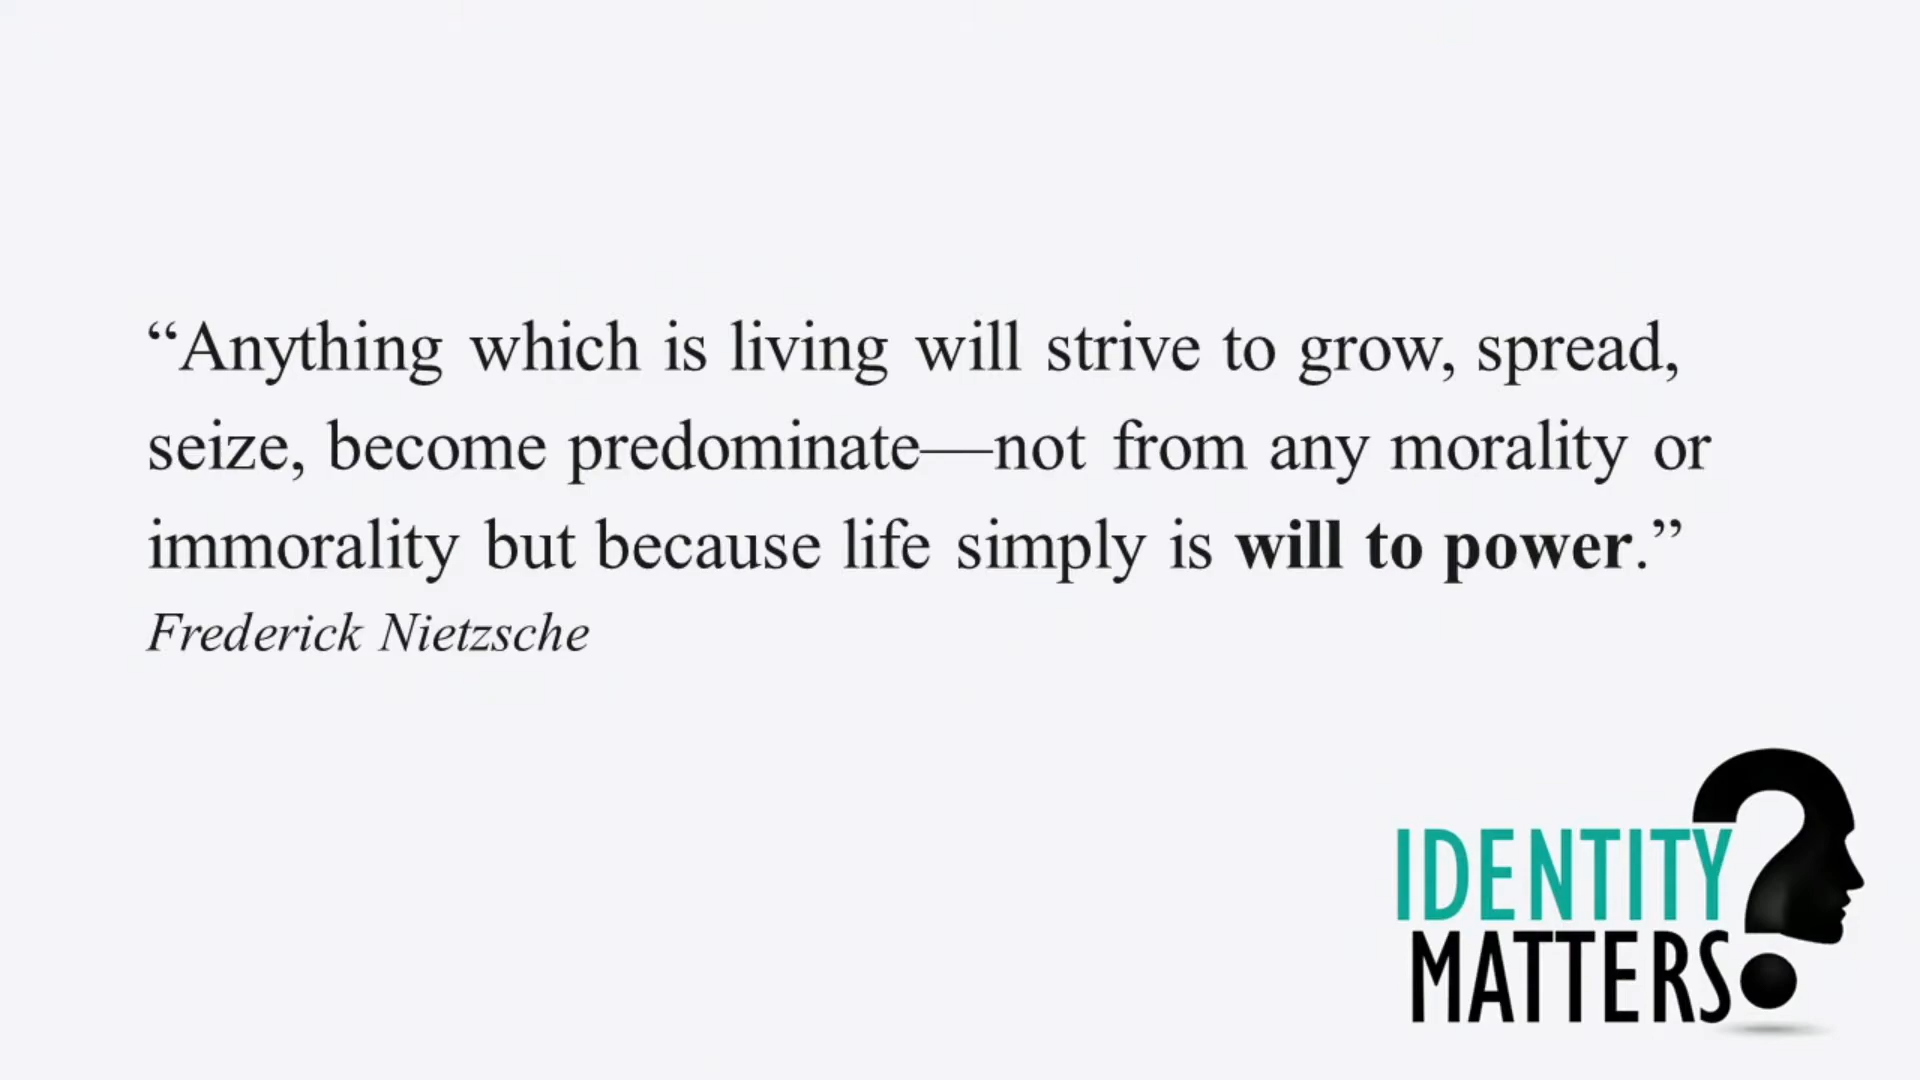 “Anything which is living will strive to grow, spread,
seize, become predominate—not from any morality or
immorality but because life simply is will to power.”
Frederick Nietzsche
IDENTITY
MATTERS